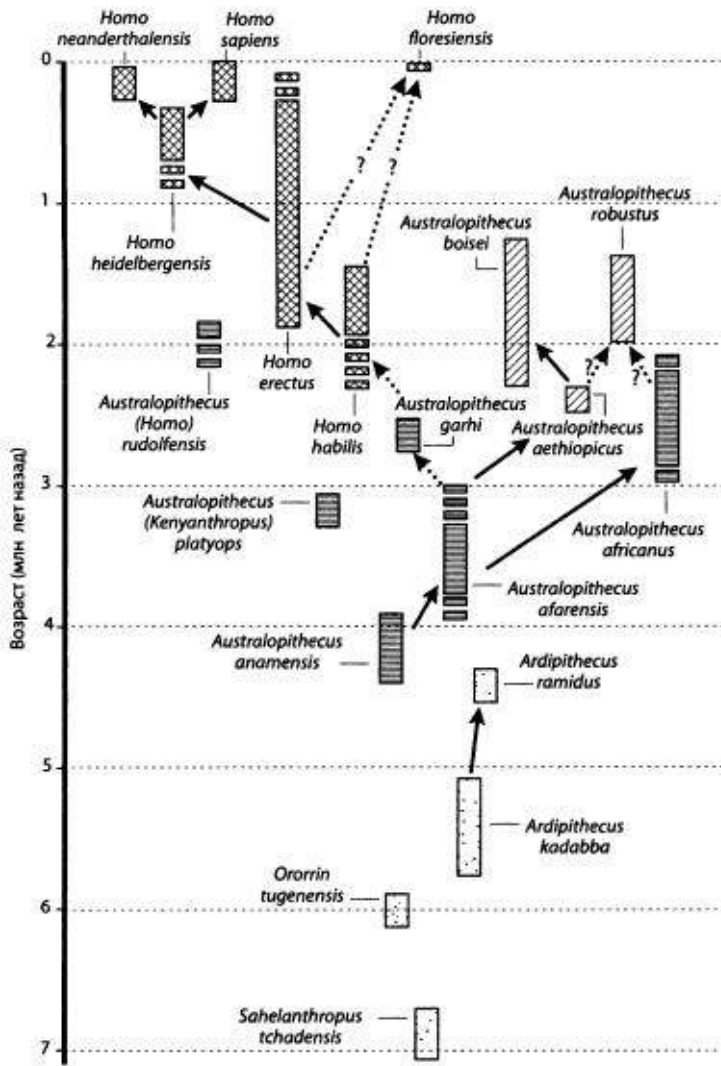 Homo
neanderthalensis
Homo
sapiens
Homo
floresiensis
0
?
?
1
Homo
heidelbergensis
Australopithecus
boisei
Australopithecus
robustus
2
Australopithecus
(Homo)
rudolfensis
Homo
erectus
Homo
habilis
Australopithecus
garhi
?
?
Australopithecus
aethiopicus
3
Australopithecus
(Kenyanthropus)
platyops
Australopithecus
africanus
Возраст (млн лет назад)
Australopithecus
afarensis
4
Australopithecus
anamensis
Ardipithecus
ramidus
5
Ardipithecus
kadabba
Ororrin
tugenensis
6
Sahelanthropus
tchadensis
7